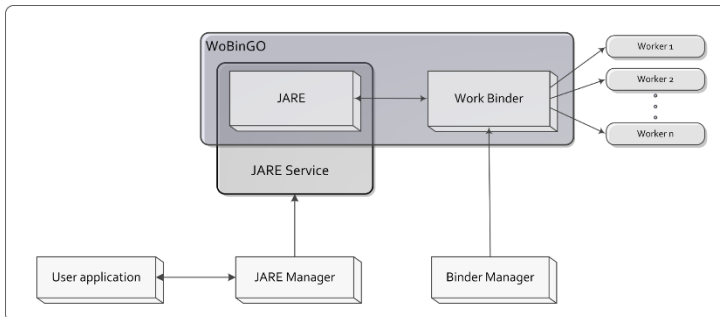 WoBinGO
Worker 1
JARE
Work Binder
Worker 2
Worker n
JARE Service
User application
JARE Manager
Binder Manager